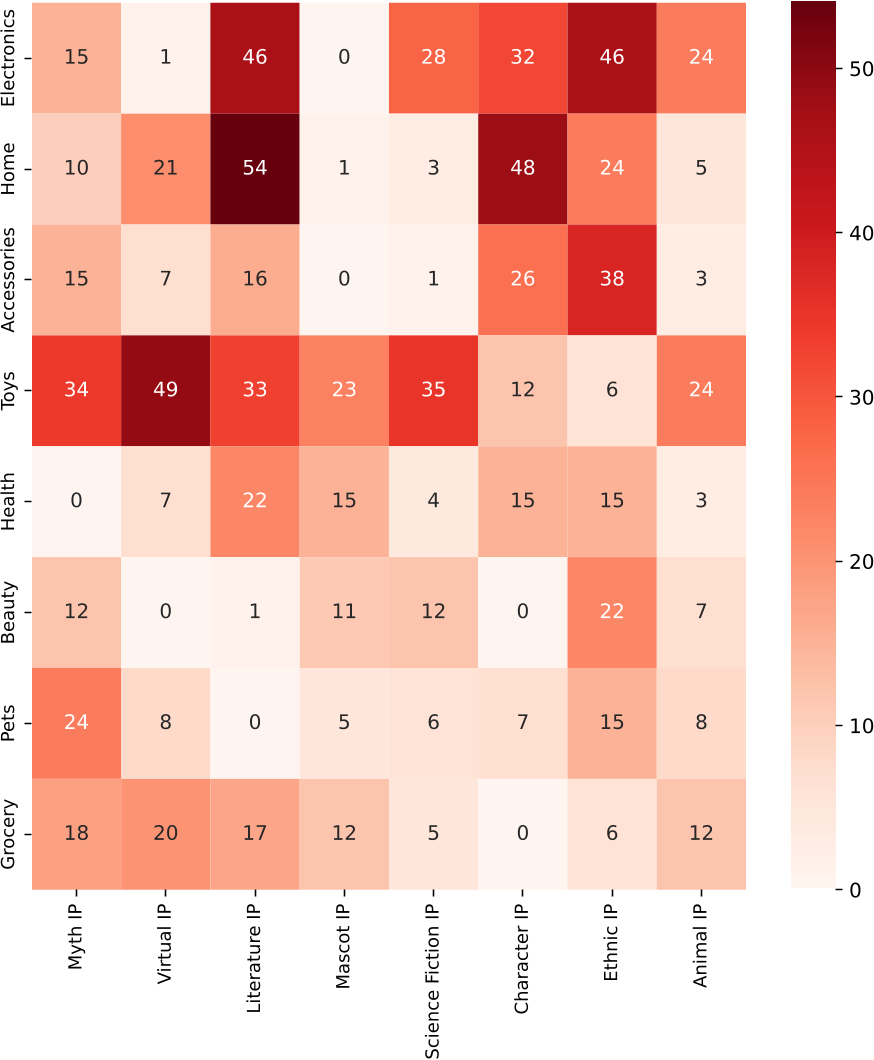 Electronics 15 1 46 0 28 32 46 24
Home 10 21 54 1 3 48 24 5
Accessories 15 7 16 0 1 26 38 3
Toys 34 49 33 23 35 12 6 24
Health 0 7 22 15 4 15 15 3
Beauty 12 0 1 11 12 0 22 7
Pets 24 8 0 5 6 7 15 8
Grocery 18 20 17 12 5 0 6 12
Myth IP
Virtual IP
Literature IP
Mascot IP
Science Fiction IP
Character IP
Ethnic IP
Animal IP
50
40
30
20
10
0